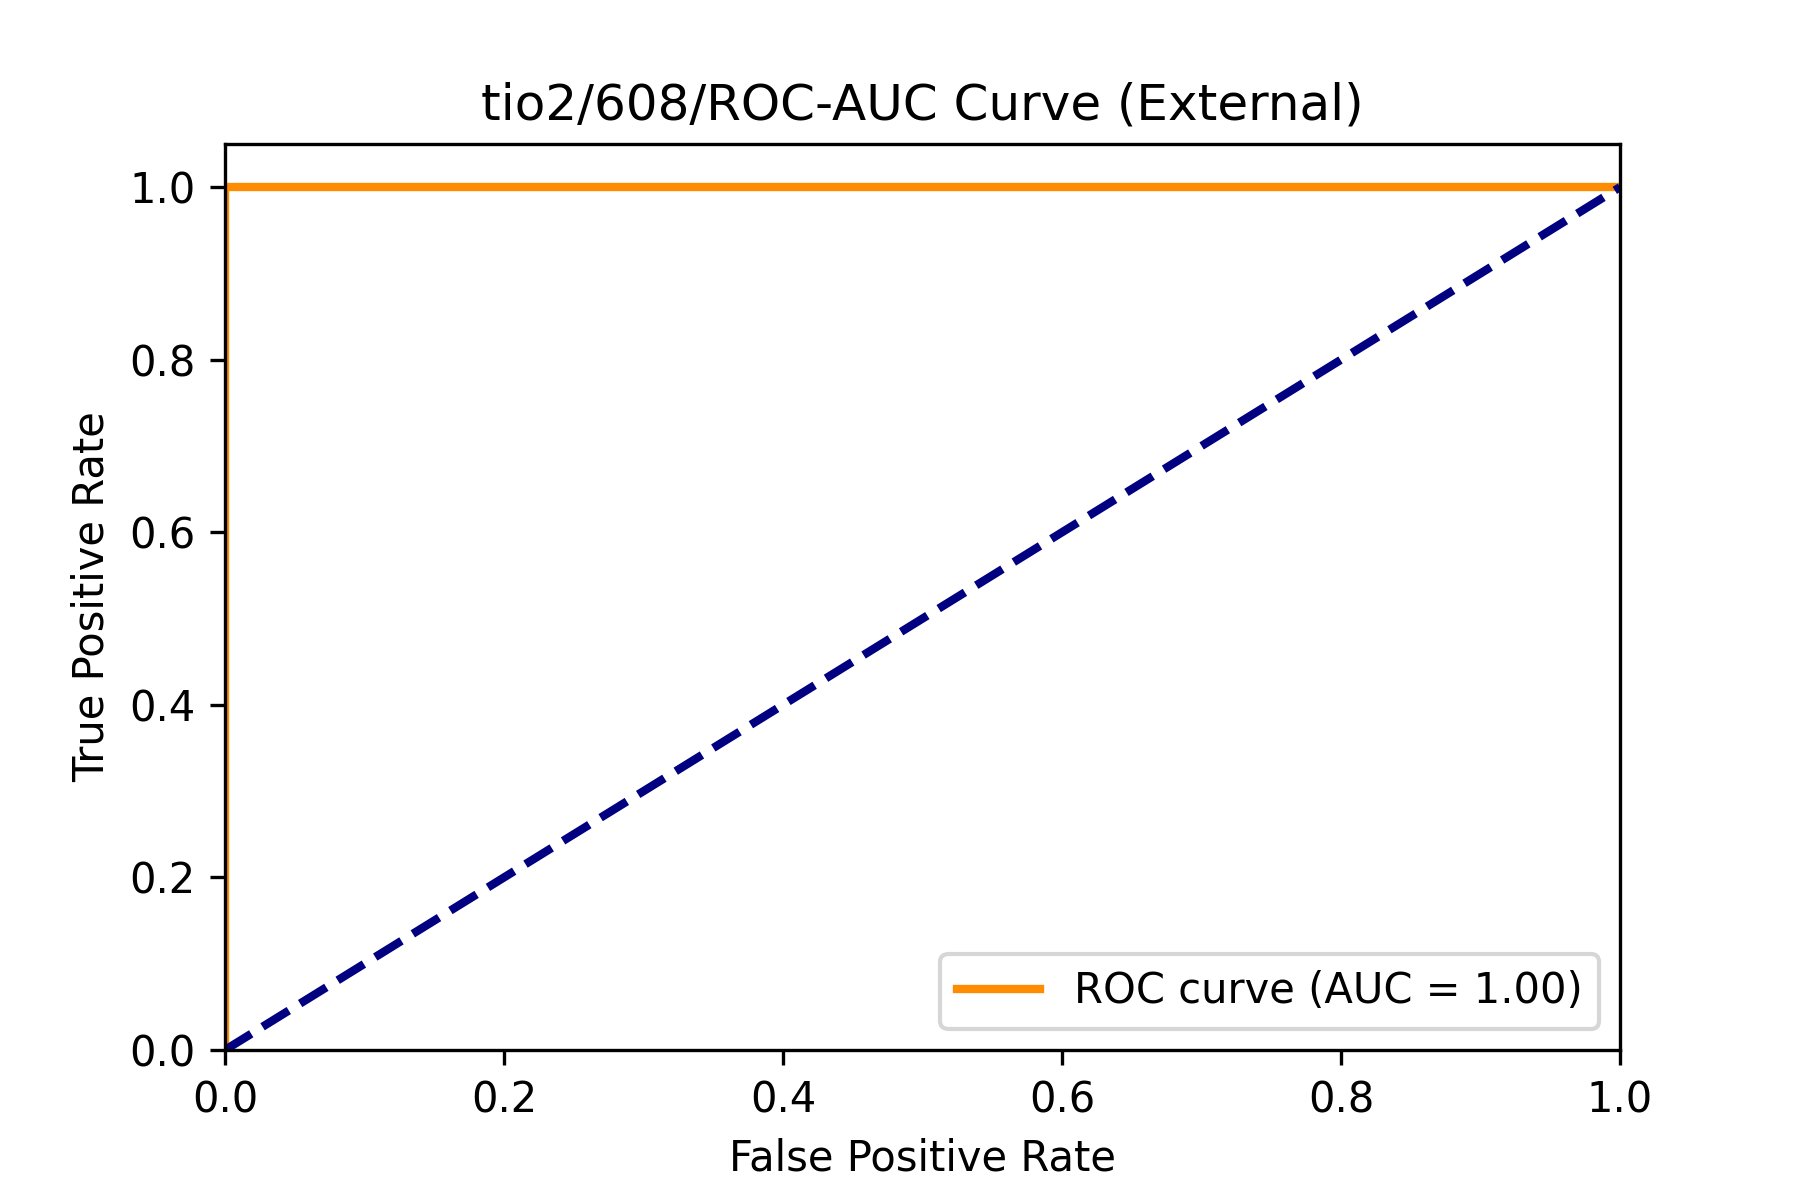 tio2/608/ROC-AUC Curve (External)
True Positive Rate
1.0
0.8
0.6
0.4
0.2
0.0
ROC curve (AUC = 1.00)
0.0 0.2 0.4 0.6 0.8 1.0
False Positive Rate